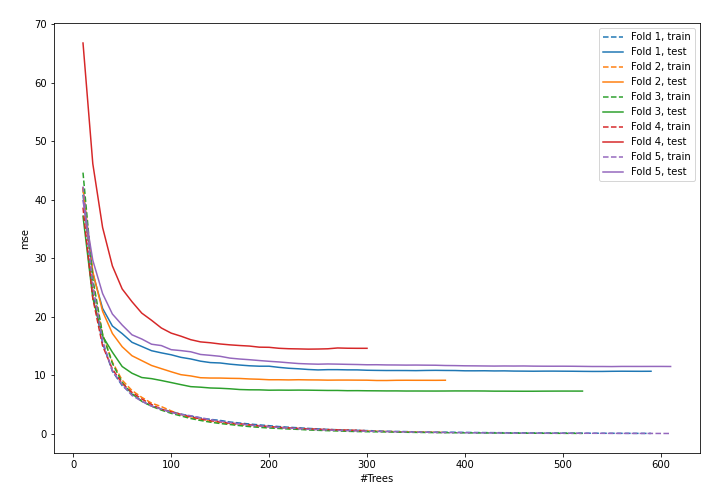 70
60
50
40
30
20
10
0
mse
0 100 200 300 400 500 600
#Trees
Fold 1, train
Fold 1, test
Fold 2, train
Fold 2, test
Fold 3, train
Fold 3, test
Fold 4, train
Fold 4, test
Fold 5, train
Fold 5, test